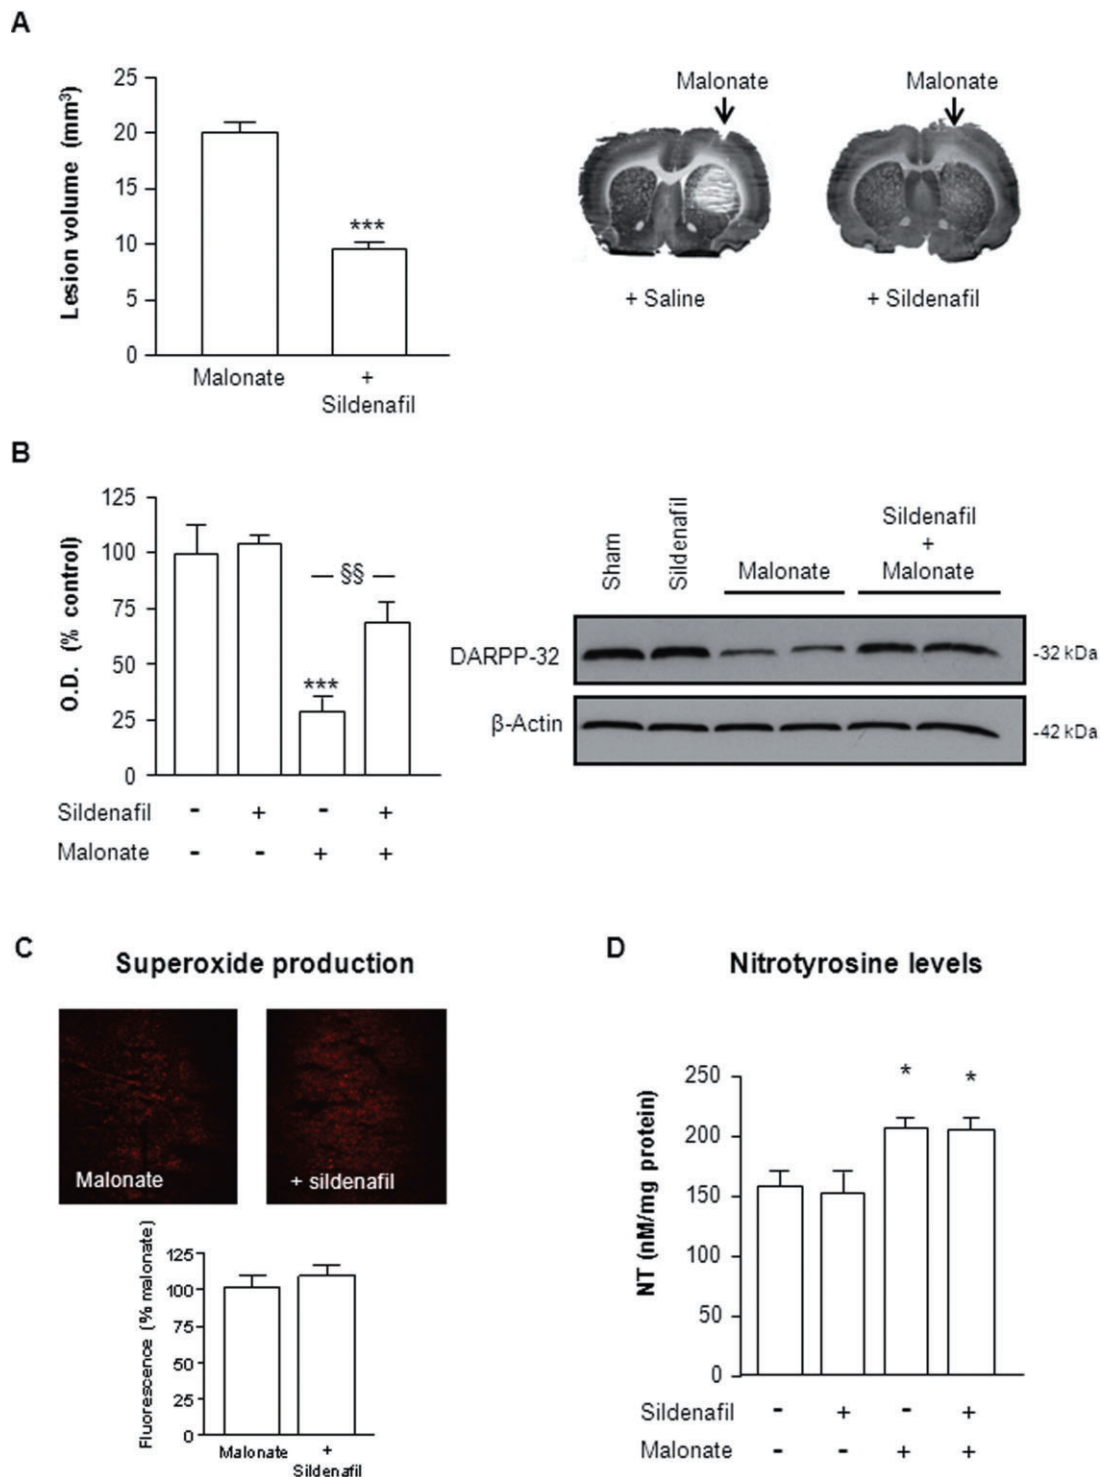 A
Lesion volume (mm³)
25
20
15
10
5
0
***
Malonate
+
Sildenafil
Malonate
Malonate
+ Saline
+ Sildenafil
B
O.D. (% control)
125
100
75
50
25
0
***
§§
Sildenafil - + - +
Malonate - - + +
Sham
Sildenafil
Malonate
Sildenafil
+
Malonate
DARPP-32
-32 kDa
β-Actin
-42 kDa
C
Superoxide production
Malonate
+ sildenafil
Fluorescence (% malonate)
125
100
75
50
25
0
Malonate
+
Sildenafil
D
Nitrotyrosine levels
NT (nM/mg protein)
250
200
150
100
50
0
* *
Sildenafil - + - +
Malonate - - + +